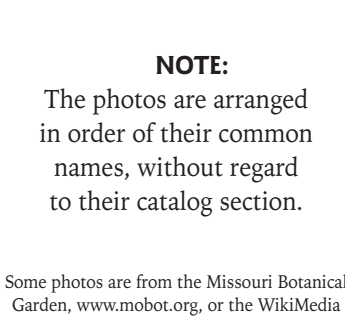 NOTE:
The photos are arranged
in order of their common
names, without regard
to their catalog section.
Some photos are from the Missouri Botanical
Garden, www.mobot.org, or the WikiMedia